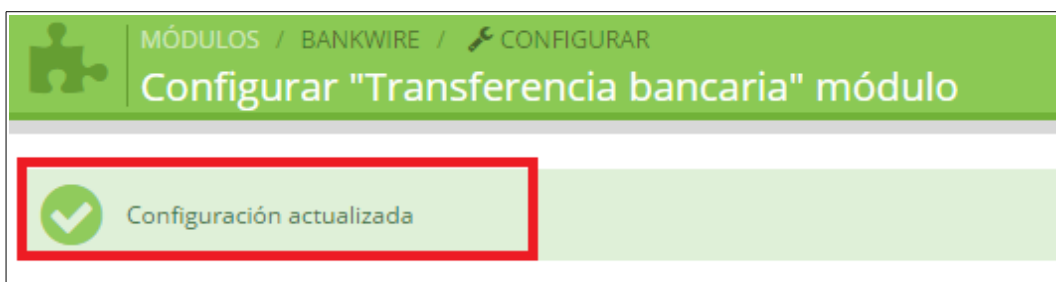 MÓDULOS / BANKWIRE / CONFIGURAR
Configurar "Transferencia bancaria" módulo
Configuración actualizada